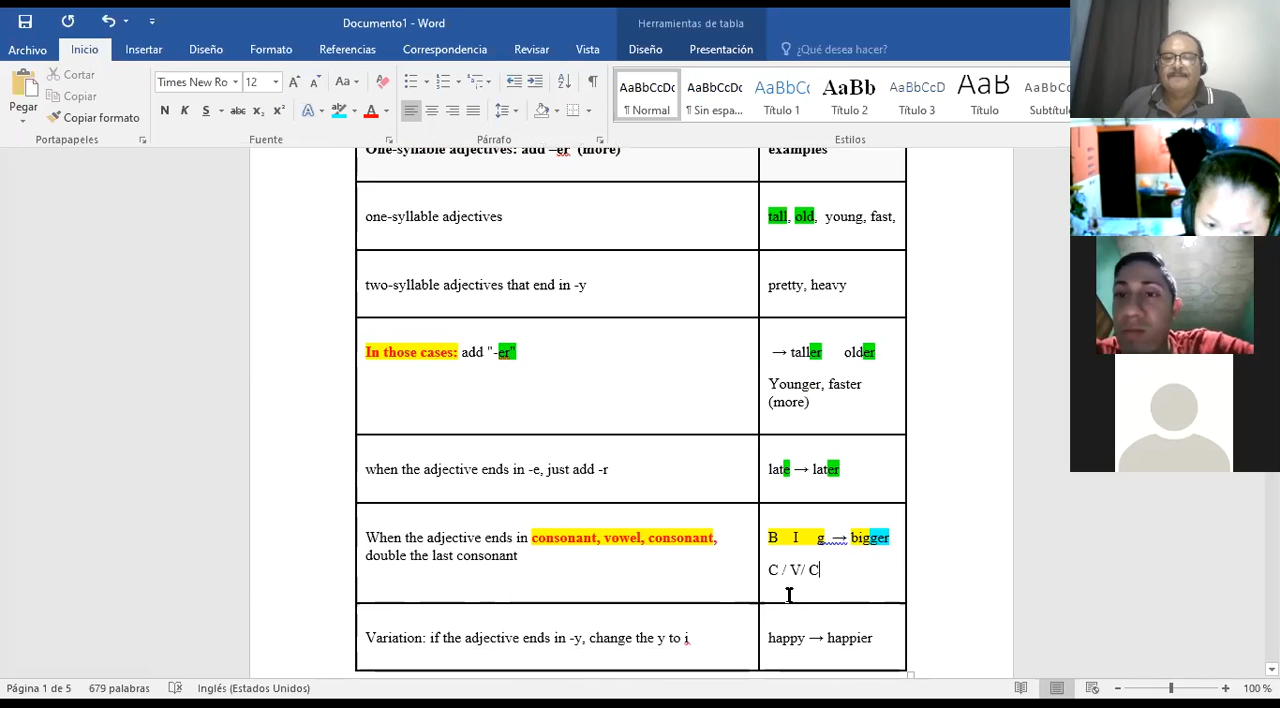 Documento1 - Word
Herramientas de tabla
Archivo Inicio Insertar Diseño Formato Referencias Correspondencia Revisar Vista Diseño Presentación ¿Qué desea hacer?
Pegar
Cortar
Copiar
Copiar formato
Portapapeles
Times New Ro 12
Aa
N K S abc x₂ x²
A aby A
Fuente
Párrafo
AaBbCcDc AaBbCcDc AaBbCc AaBbCc AaBbCcD AaB AaBbCc
¶ Normal ¶ Sin espa... Título 1 Título 2 Título 3 Título Subtítul
Estilos
One-syllable adjectives: add –er (more) examples
one-syllable adjectives tall, old, young, fast,
two-syllable adjectives that end in -y pretty, heavy
In those cases: add "-er" → taller older
Younger, faster
(more)
when the adjective ends in -e, just add -r late → later
When the adjective ends in consonant, vowel, consonant, B I g → bigger
double the last consonant
C / V/ C
Variation: if the adjective ends in -y, change the y to i happy → happier
Página 1 de 5 679 palabras Inglés (Estados Unidos) 100 %